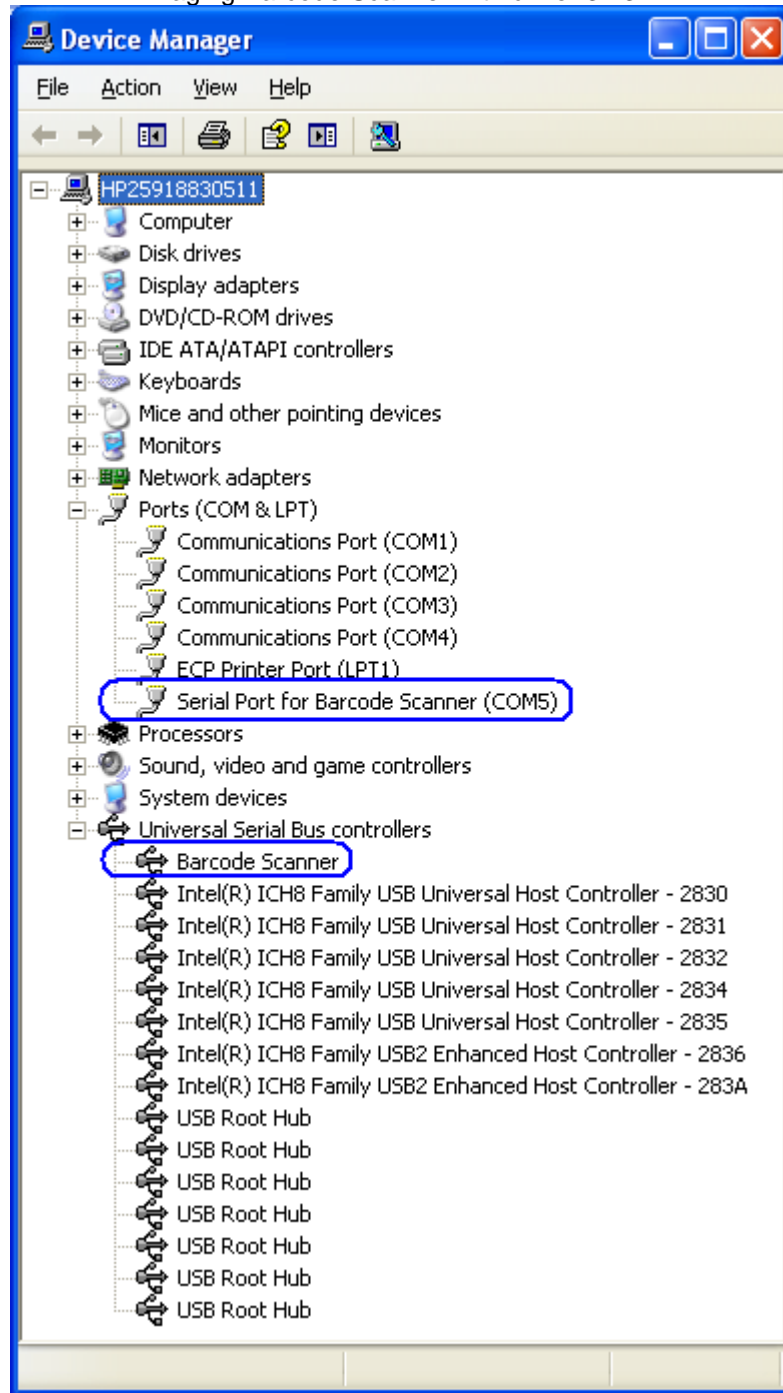 Device Manager
File Action View Help
HP25918830511
Computer
Disk drives
Display adapters
DVD/CD-ROM drives
IDE ATA/ATAPI controllers
Keyboards
Mice and other pointing devices
Monitors
Network adapters
Ports (COM & LPT)
Communications Port (COM1)
Communications Port (COM2)
Communications Port (COM3)
Communications Port (COM4)
ECP Printer Port (LPT1)
Serial Port for Barcode Scanner (COM5)
Processors
Sound, video and game controllers
System devices
Universal Serial Bus controllers
Barcode Scanner
Intel(R) ICH8 Family USB Universal Host Controller - 2830
Intel(R) ICH8 Family USB Universal Host Controller - 2831
Intel(R) ICH8 Family USB Universal Host Controller - 2832
Intel(R) ICH8 Family USB Universal Host Controller - 2834
Intel(R) ICH8 Family USB Universal Host Controller - 2835
Intel(R) ICH8 Family USB2 Enhanced Host Controller - 2836
Intel(R) ICH8 Family USB2 Enhanced Host Controller - 283A
USB Root Hub
USB Root Hub
USB Root Hub
USB Root Hub
USB Root Hub
USB Root Hub
USB Root Hub